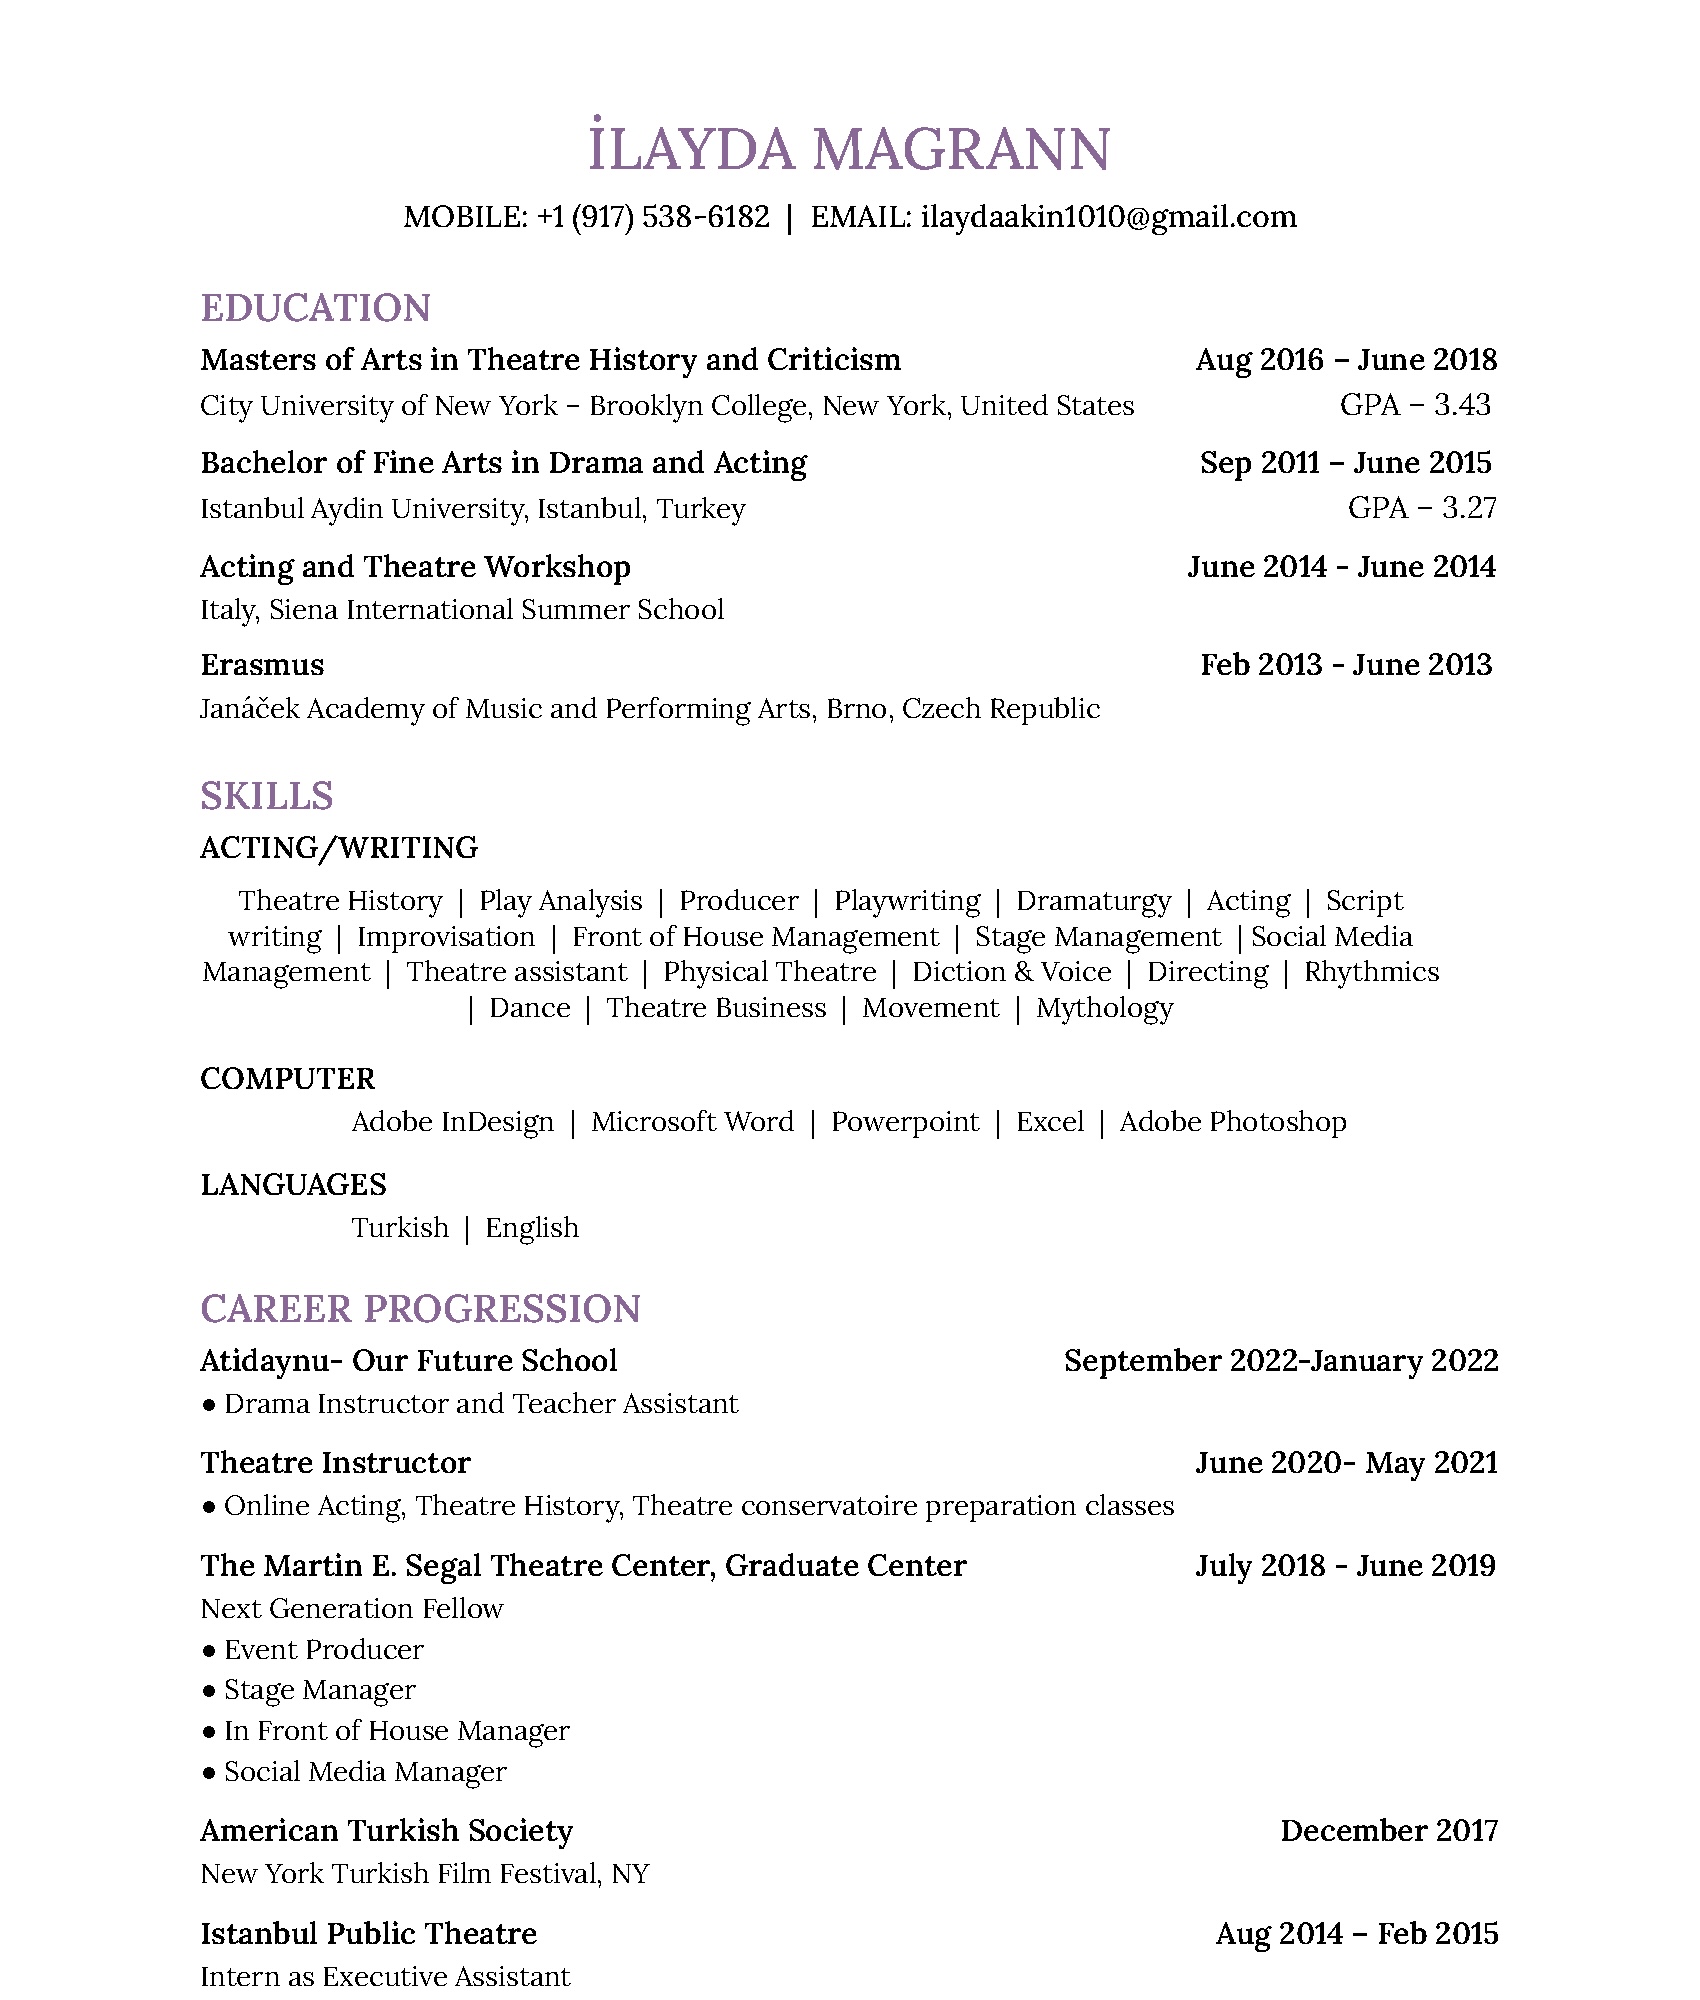 İLAYDA MAGRANN
MOBILE: +1 (917) 538-6182 | EMAIL: ilaydaakin1010@gmail.com
EDUCATION
Masters of Arts in Theatre History and Criticism Aug 2016 – June 2018
City University of New York – Brooklyn College, New York, United States GPA – 3.43
Bachelor of Fine Arts in Drama and Acting Sep 2011 – June 2015
Istanbul Aydin University, Istanbul, Turkey GPA – 3.27
Acting and Theatre Workshop June 2014 - June 2014
Italy, Siena International Summer School
Erasmus Feb 2013 - June 2013
Janáček Academy of Music and Performing Arts, Brno, Czech Republic
SKILLS
ACTING/WRITING
Theatre History | Play Analysis | Producer | Playwriting | Dramaturgy | Acting | Script
writing | Improvisation | Front of House Management | Stage Management | Social Media
Management | Theatre assistant | Physical Theatre | Diction & Voice | Directing | Rhythmics
| Dance | Theatre Business | Movement | Mythology
COMPUTER
Adobe InDesign | Microsoft Word | Powerpoint | Excel | Adobe Photoshop
LANGUAGES
Turkish | English
CAREER PROGRESSION
Atidaynu- Our Future School September 2022-January 2022
● Drama Instructor and Teacher Assistant
Theatre Instructor June 2020- May 2021
● Online Acting, Theatre History, Theatre conservatoire preparation classes
The Martin E. Segal Theatre Center, Graduate Center July 2018 - June 2019
Next Generation Fellow
● Event Producer
● Stage Manager
● In Front of House Manager
● Social Media Manager
American Turkish Society December 2017
New York Turkish Film Festival, NY
Istanbul Public Theatre Aug 2014 – Feb 2015
Intern as Executive Assistant